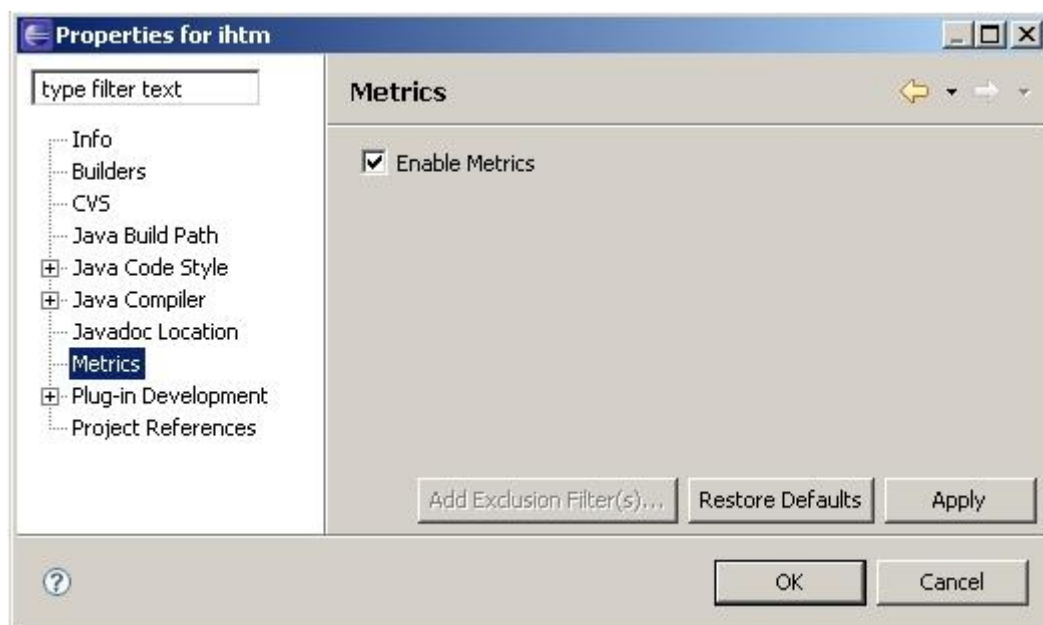 Properties for ihtm
type filter text
Info
Builders
CVS
Java Build Path
Java Code Style
Java Compiler
Javadoc Location
Metrics
Plug-in Development
Project References
Metrics
Enable Metrics
Add Exclusion Filter(s)...
Restore Defaults
Apply
OK
Cancel